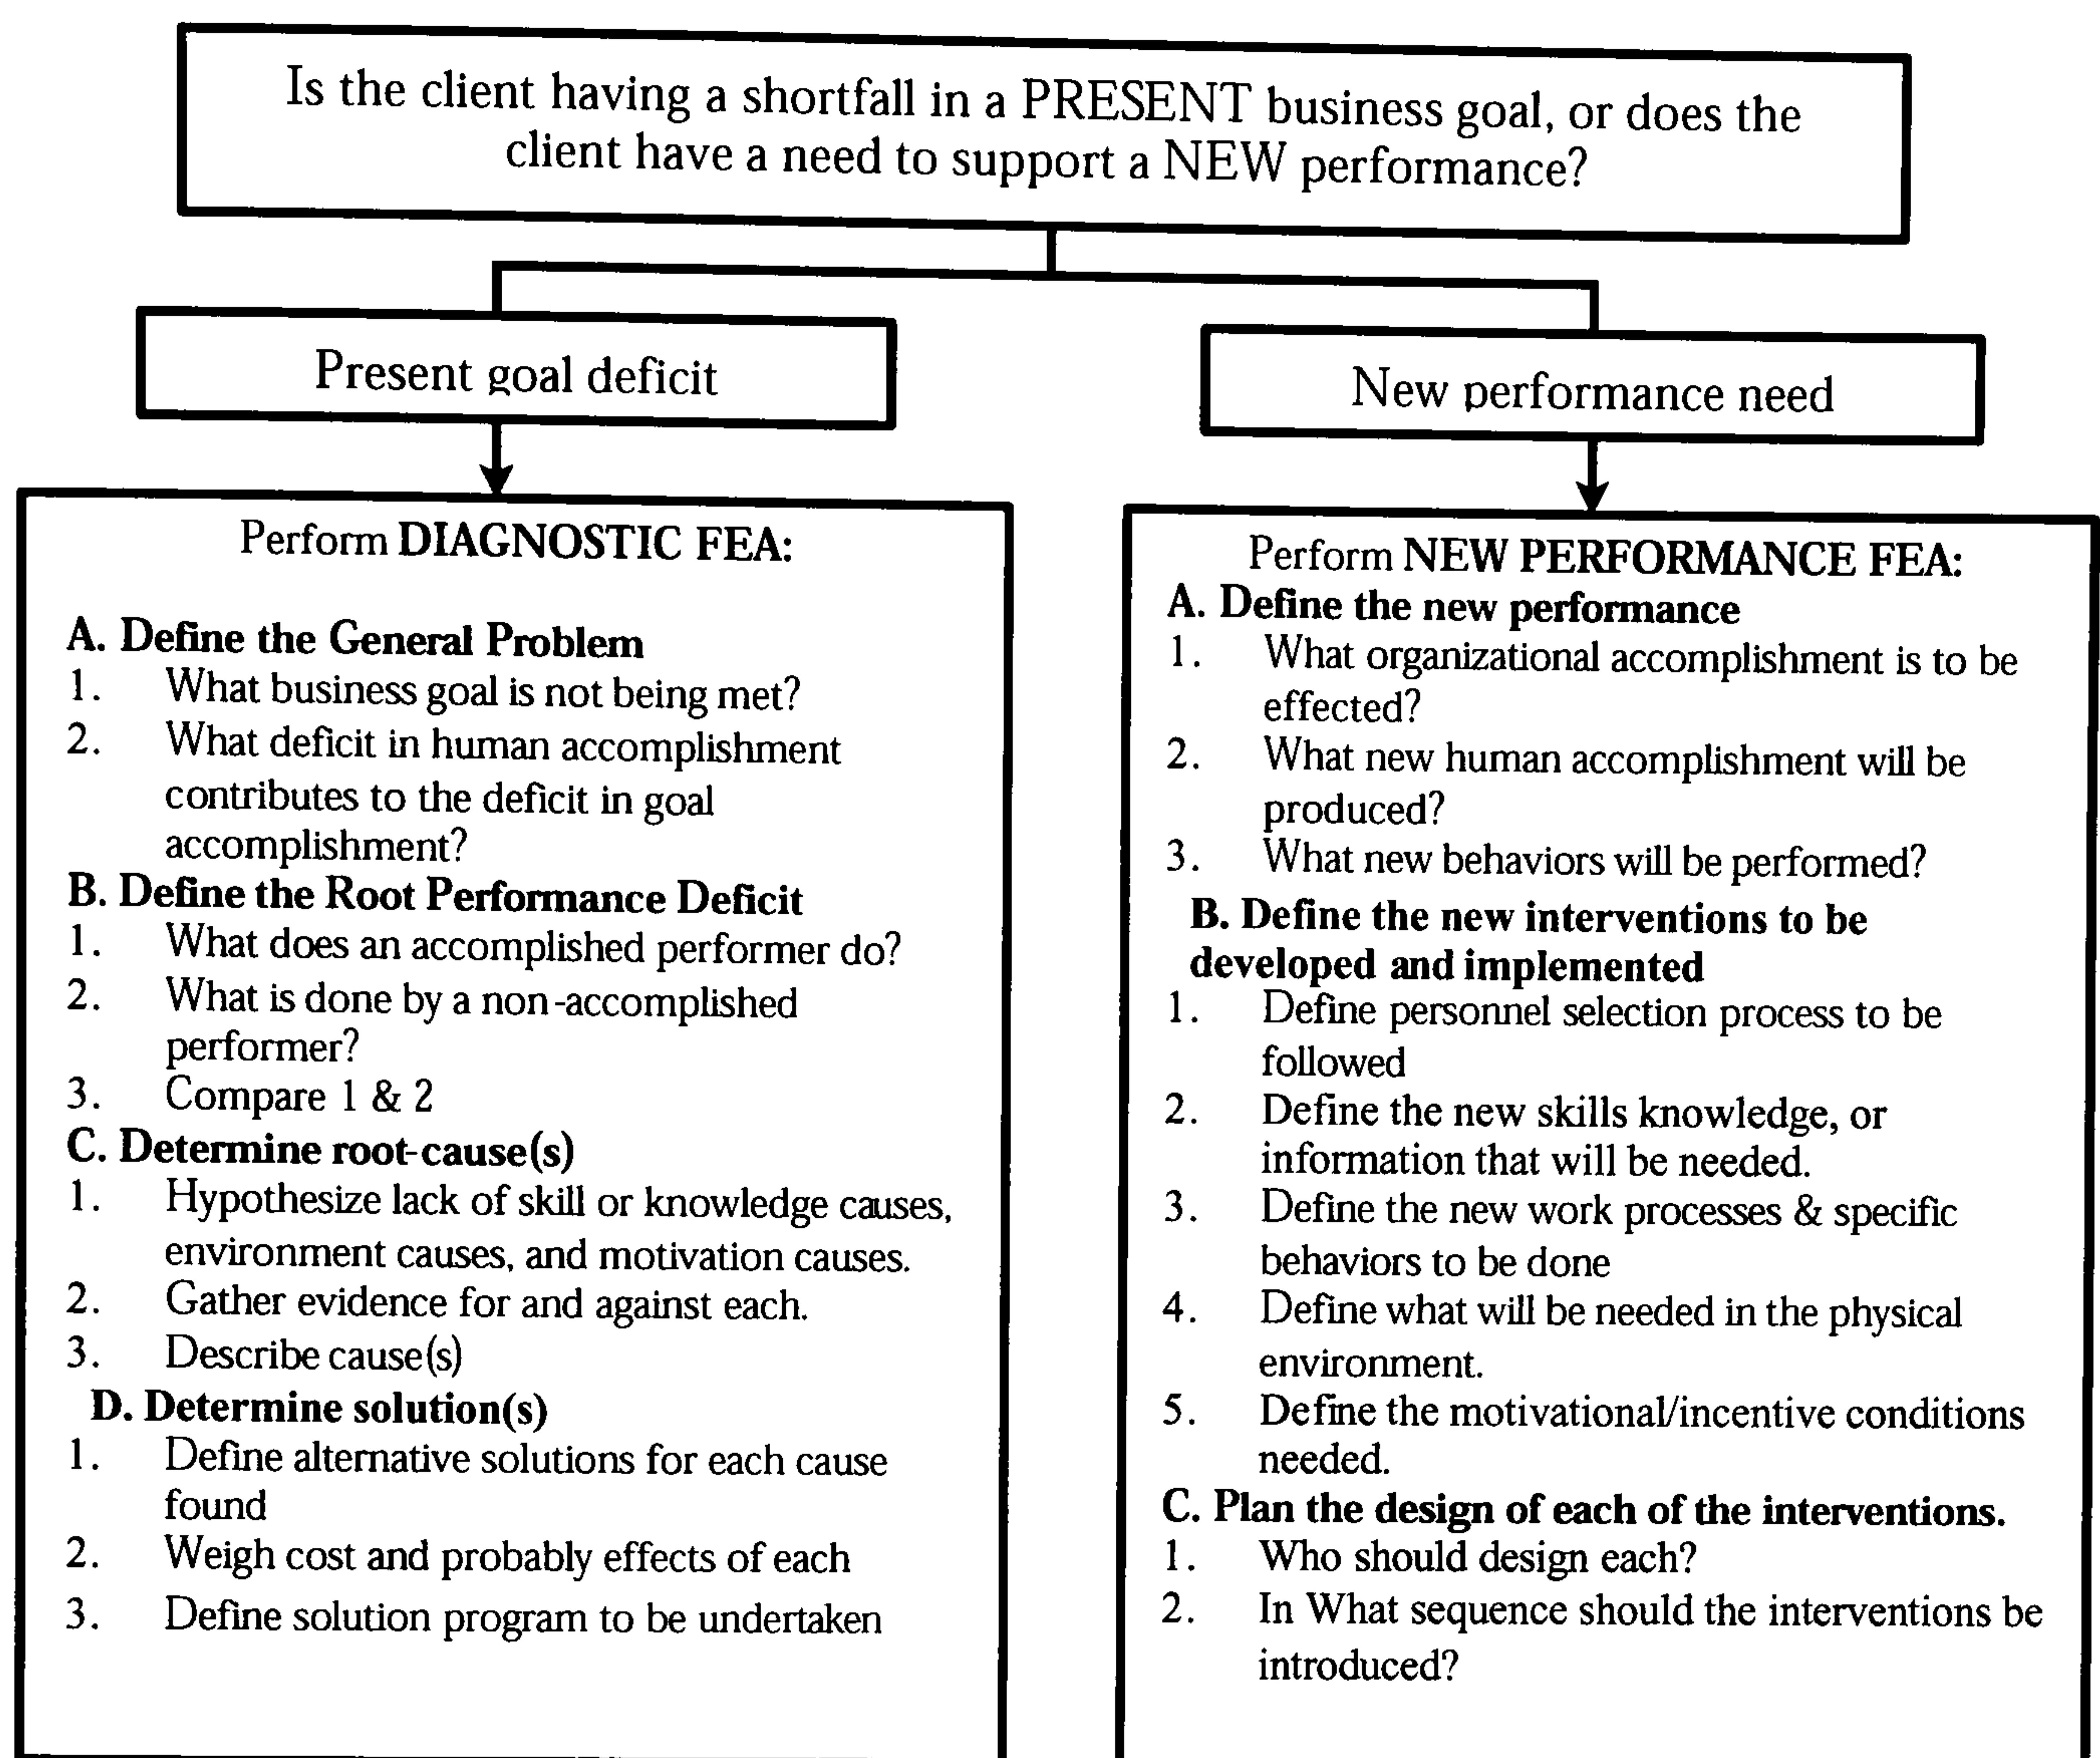 Is the client having a shortfall in a PRESENT business goal, or does the
client have a need to support a NEW performance?
Present goal deficit
New performance need
Perform DIAGNOSTIC FEA:
A. Define the General Problem
1. What business goal is not being met?
2. What deficit in human accomplishment
contributes to the deficit in goal
accomplishment?
B. Define the Root Performance Deficit
1. What does an accomplished performer do?
2. What is done by a non-accomplished
performer?
3. Compare 1 & 2
C. Determine root-cause(s)
1. Hypothesize lack of skill or knowledge causes,
environment causes, and motivation causes.
2. Gather evidence for and against each.
3. Describe cause(s)
D. Determine solution(s)
1. Define alternative solutions for each cause
found
2. Weigh cost and probably effects of each
3. Define solution program to be undertaken
Perform NEW PERFORMANCE FEA:
A. Define the new performance
1. What organizational accomplishment is to be
effected?
2. What new human accomplishment will be
produced?
3. What new behaviors will be performed?
B. Define the new interventions to be
developed and implemented
1. Define personnel selection process to be
followed
2. Define the new skills knowledge, or
information that will be needed.
3. Define the new work processes & specific
behaviors to be done
4. Define what will be needed in the physical
environment.
5. Define the motivational/incentive conditions
needed.
C. Plan the design of each of the interventions.
1. Who should design each?
2. In What sequence should the interventions be
introduced?